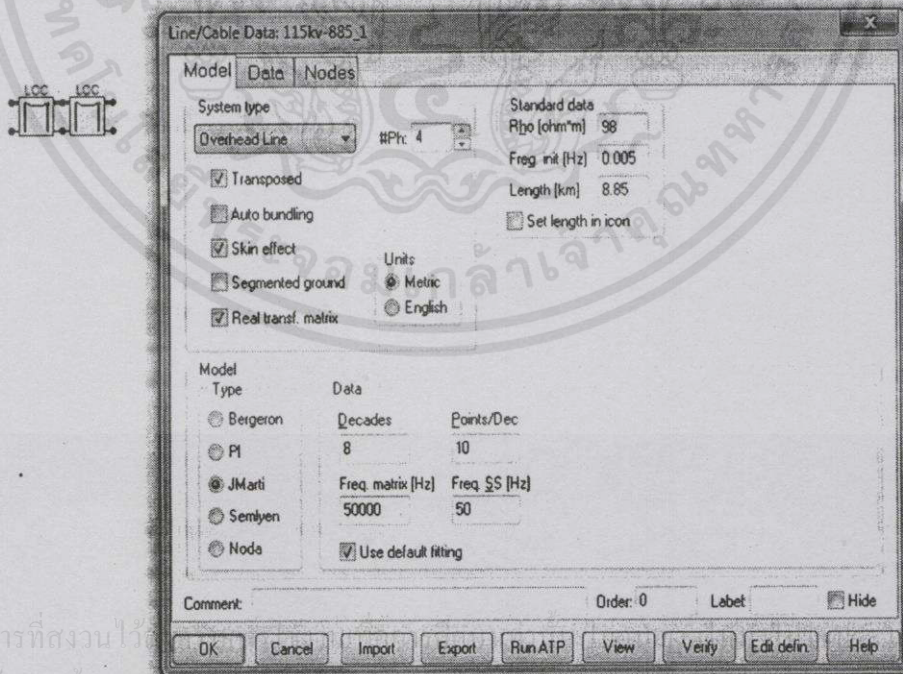 Line/Cable Data: 115kv-885_1
X
Model Data Nodes
LCC LCC
System type
Overhead Line
#Ph: 4
Transposed
Auto bundling
Skin effect
Segmented ground
Real transf. matrix
Units
Metric
English
Standard data
Rho [ohm*m] 98
Freq. init [Hz] 0.005
Length [km] 8.85
Set length in icon
Model
Type
Bergeron
PI
JMarti
Semlyen
Noda
Data
Decades Points/Dec
8 10
Freq. matrix [Hz] Freq. SS [Hz]
50000 50
Use default fitting
Comment: Order: 0 Label: Hide
OK Cancel Import Export Run ATP View Verify Edit defin. Help